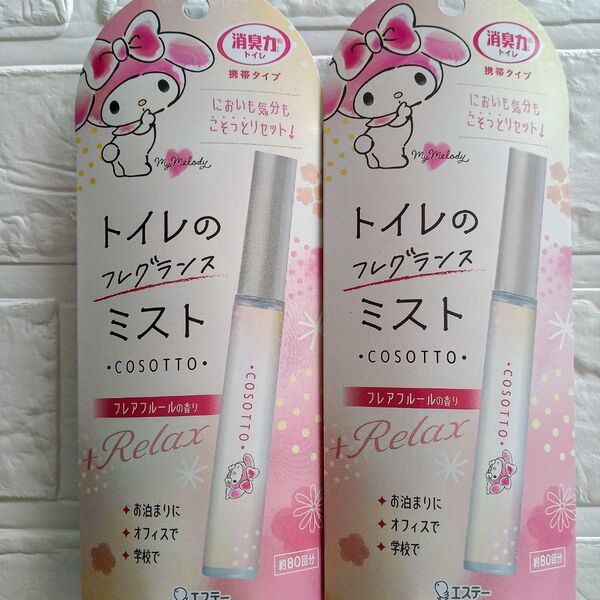 消臭力
トイレ
携帯タイプ
においも気分も
こそっとリセット!
My Melody
トイレの
フレグランス
ミスト
・COSOTTO・
フレアフルールの香り
+Relax
お泊まりに
オフィスで
学校で
・COSOTTO・
約80回分
エステー
消臭力
トイレ
携帯タイプ
においも気分も
こそっとリセット!
My Melody
トイレの
フレグランス
ミスト
・COSOTTO・
フレアフルールの香り
+Relax
お泊まりに
オフィスで
学校で
・COSOTTO・
約80回分
エステー